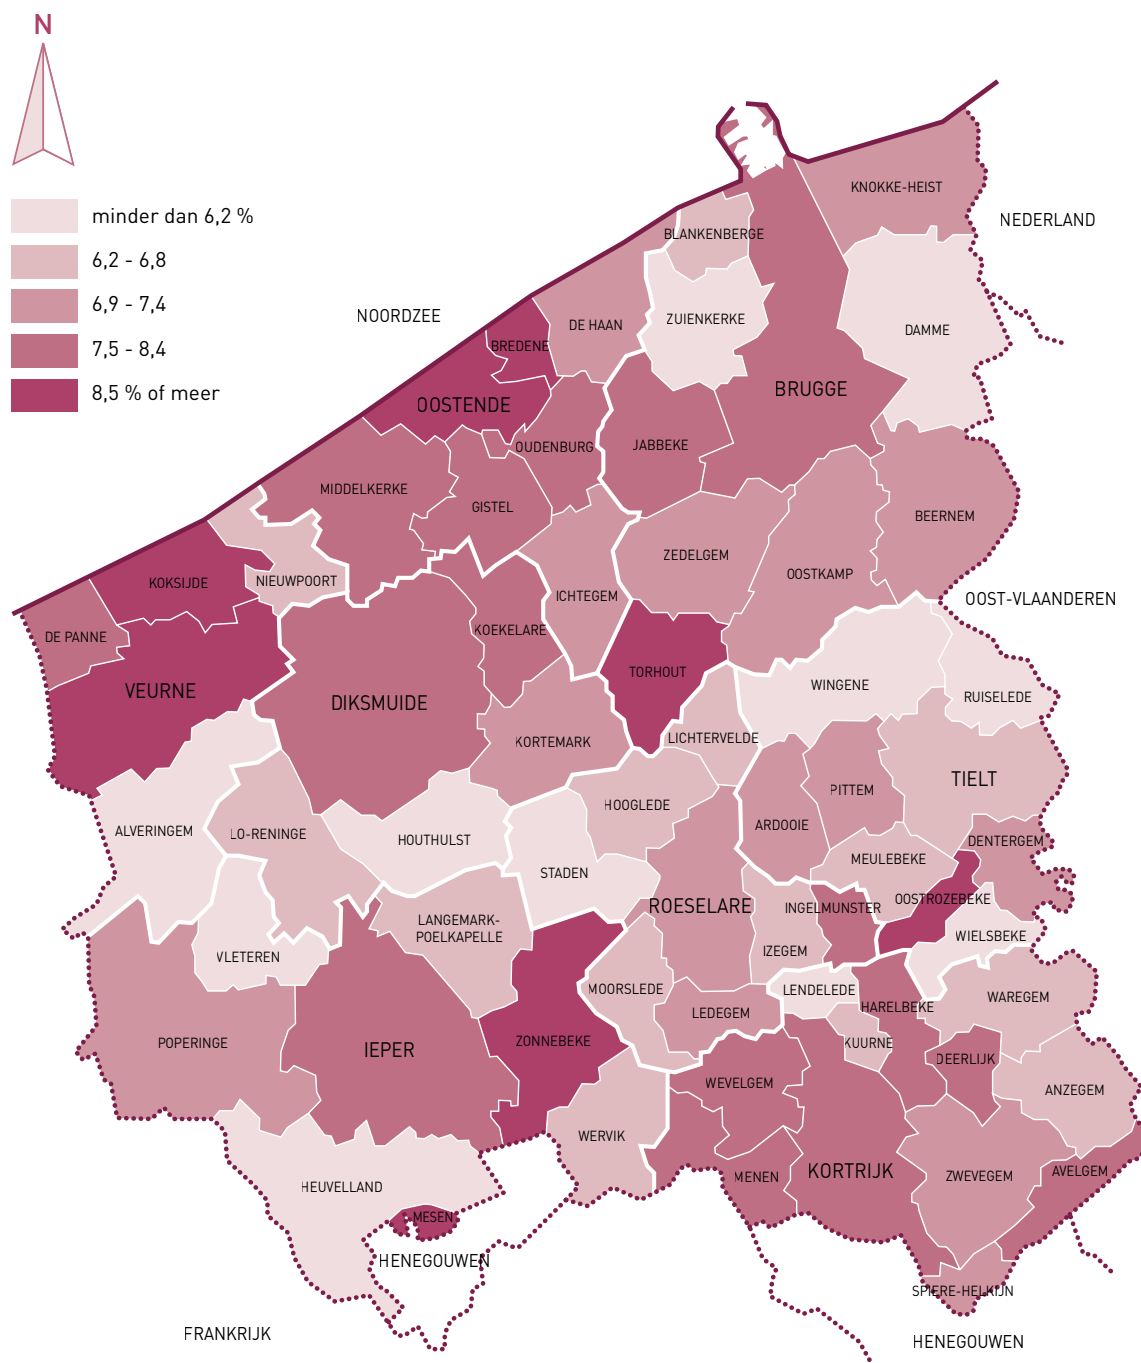 N
minder dan 6,2 %
6,2 - 6,8
6,9 - 7,4
7,5 - 8,4
8,5 % of meer
KNOKKE-HEIST
NEDERLAND
BLANKENBERGE
NOORDZEE
DE HAAN
ZUIENKERKE
DAMME
BREDENE
BRUGGE
OOSTENDE
OUDENBURG
JABBEKE
MIDDELKERKE
GISTEL
BEERNEM
ZEDELGEM
OOSTKAMP
KOKSIJDE
NIEUWPOORT
ICHTEGEM
OOST-VLAANDEREN
DE PANNE
KOEKELARE
TORHOUT
VEURNE
WINGENE
RUISELEDE
DIKSMUIDE
KORTEMARK
LICHTERVELDE
TIELT
PITTEM
HOOGLEDE
ARDOOIE
ALVERINGEM
LO-RENINGE
HOUTHULST
DENTERGEM
MEULEBEKE
STADEN
OOSTROZEBEKE
ROESELARE
INGELMUNSTER
LANGEMARK-
POELKAPELLE
WIELSBEKE
IZEGEM
VLETEREN
MOORSLEDE
LENDELEDE
WAREGEM
HARELBEKE
LEDEGEM
POPERINGE
IEPER
ZONNEBEKE
KUURNE
DEERLIJK
WEVELGEM
ANZEGEM
WERVIK
KORTRIJK
AVELGEM
MENEN
ZWEVEGEM
HEUVELLAND
MESEN
HENEGOUWEN
SPIERE-HELKIJN
FRANKRIJK
HENEGOUWEN